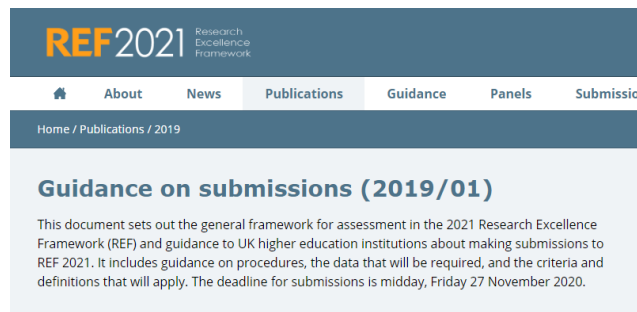 REF2021 Research
Excellence
Framework
About News Publications Guidance Panels Submissio
Home / Publications / 2019
Guidance on submissions (2019/01)
This document sets out the general framework for assessment in the 2021 Research Excellence
Framework (REF) and guidance to UK higher education institutions about making submissions to
REF 2021. It includes guidance on procedures, the data that will be required, and the criteria and
definitions that will apply. The deadline for submissions is midday, Friday 27 November 2020.